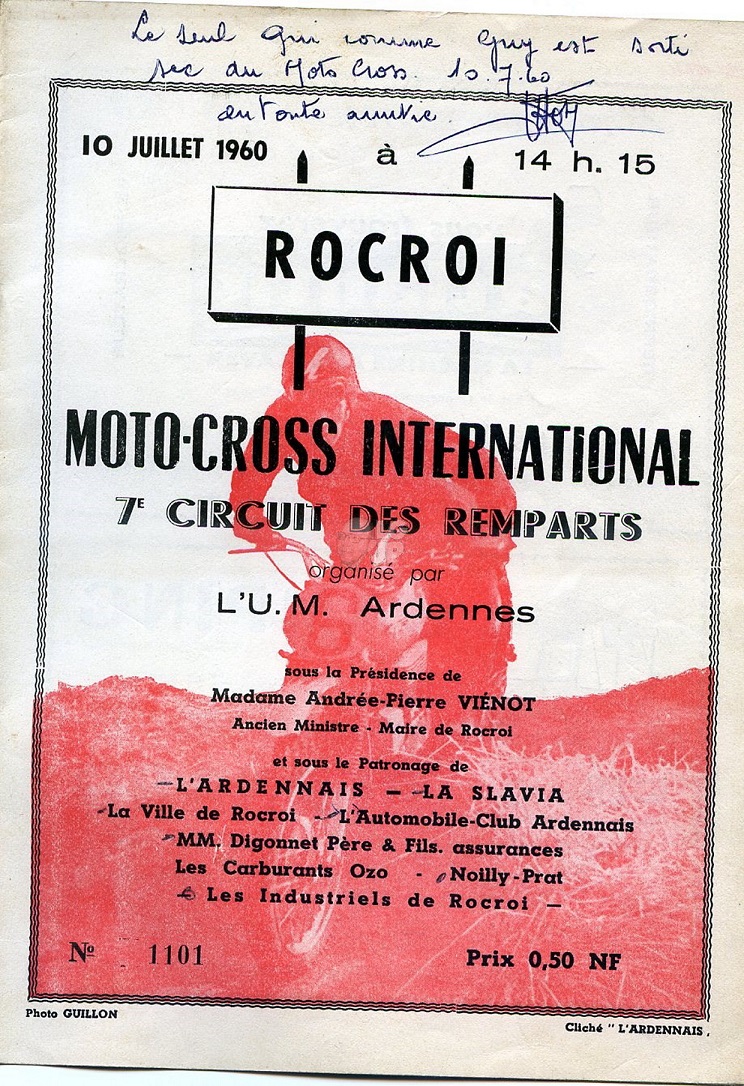 Le seul qui comme Guy est sorti
sec du Moto Cross. 10.7.60
en toute amitié.
10 JUILLET 1960 à 14 h. 15
ROCROI
MOTO-CROSS INTERNATIONAL
7E CIRCUIT DES REMPARTS
organisé par
L'U.M. Ardennes
sous la Présidence de
Madame Andrée-Pierre VIÉNOT
Ancien Ministre - Maire de Rocroi
et sous le Patronage de
L'ARDENNAIS — LA SLAVIA
La Ville de Rocroi - L'Automobile-Club Ardennais
MM. Digonnet Père & Fils. assurances
Les Carburants Ozo - Noilly-Prat
Les Industriels de Rocroi —
No 1101 Prix 0,50 NF
Photo GUILLON
Cliché " L'ARDENNAIS ,